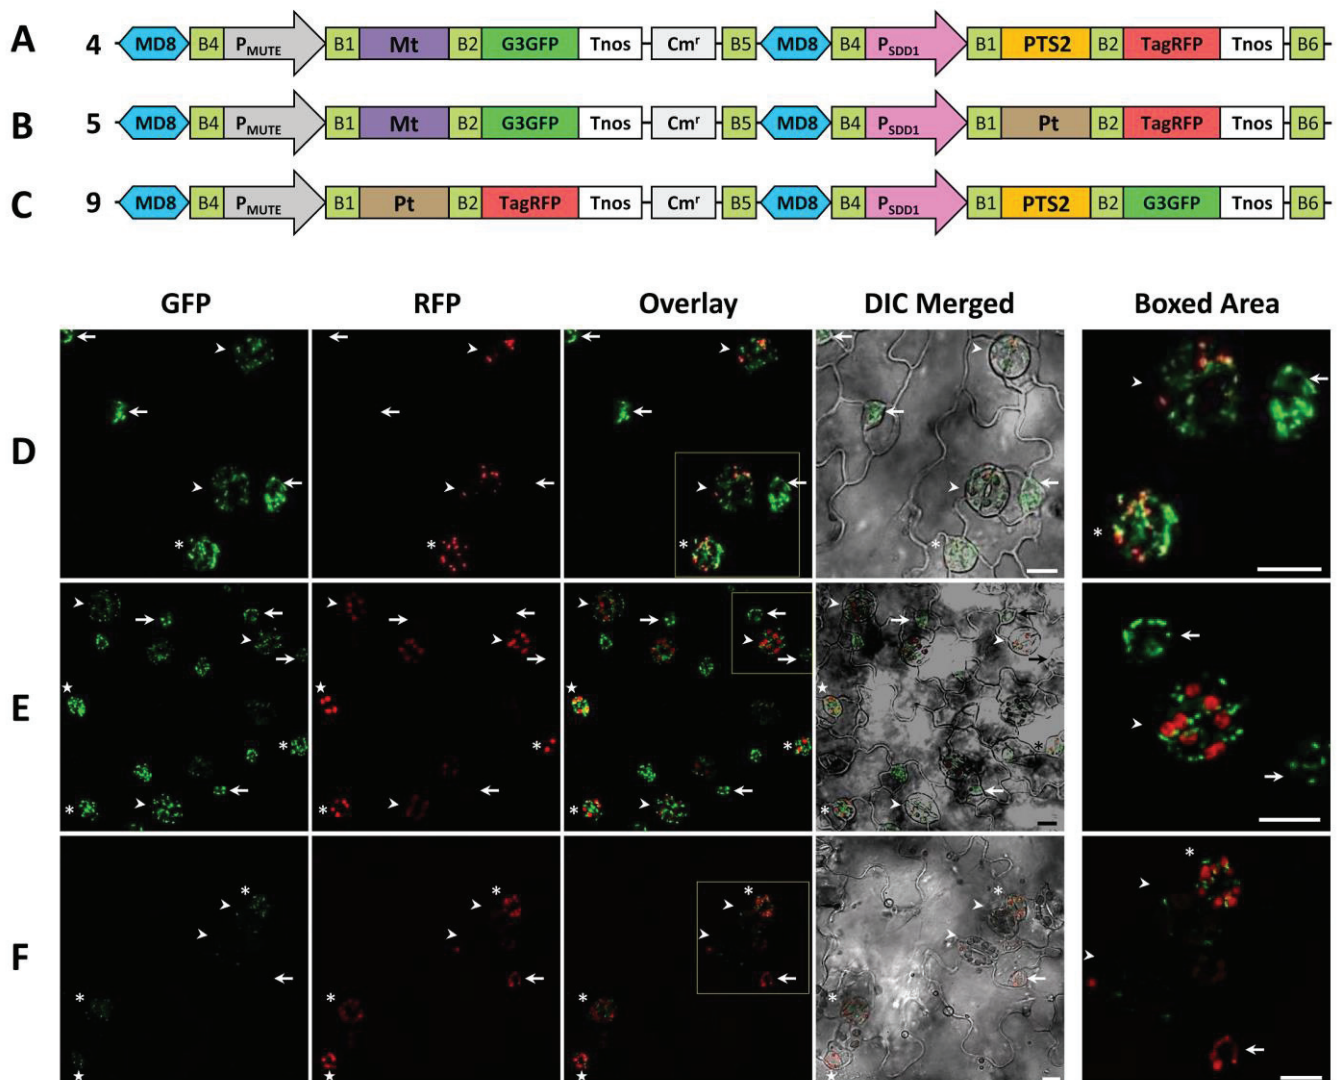 A 4 MD8 B4 PMUTE B1 Mt B2 G3GFP Tnos Cmr B5 MD8 B4 PSDD1 B1 PTS2 B2 TagRFP Tnos B6
B 5 MD8 B4 PMUTE B1 Mt B2 G3GFP Tnos Cmr B5 MD8 B4 PSDD1 B1 Pt B2 TagRFP Tnos B6
C 9 MD8 B4 PMUTE B1 Pt B2 TagRFP Tnos Cmr B5 MD8 B4 PSDD1 B1 PTS2 B2 G3GFP Tnos B6
GFP RFP Overlay DIC Merged Boxed Area
D
E
F